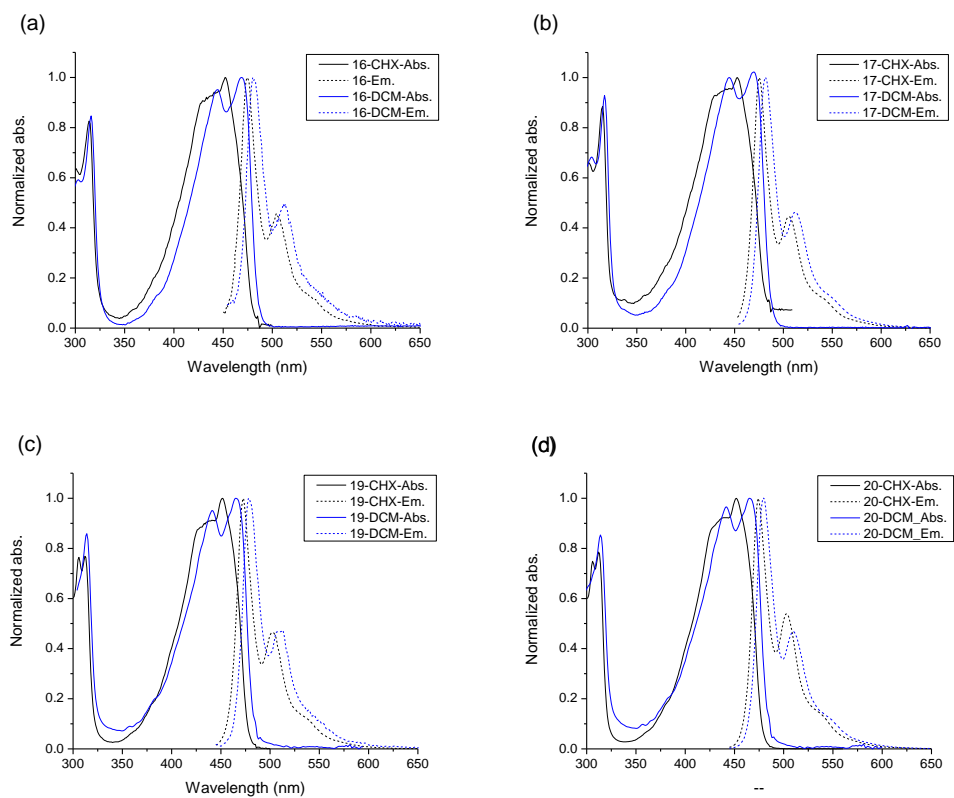 (a)
16-CHX-Abs.
16-Em.
16-DCM-Abs.
16-DCM-Em.
1.0
0.8
0.6
0.4
0.2
0.0
Normalized abs.
300 350 400 450 500 550 600 650
Wavelength (nm)
(b)
17-CHX-Abs.
17-CHX-Em.
17-DCM-Abs.
17-DCM-Em.
1.0
0.8
0.6
0.4
0.2
0.0
Normalized abs.
300 350 400 450 500 550 600 650
Wavelength (nm)
(c)
19-CHX-Abs.
19-CHX-Em.
19-DCM-Abs.
19-DCM-Em.
1.0
0.8
0.6
0.4
0.2
0.0
Normalized abs.
300 350 400 450 500 550 600 650
Wavelength (nm)
(d)
20-CHX-Abs.
20-CHX-Em.
20-DCM_Abs.
20-DCM_Em.
1.0
0.8
0.6
0.4
0.2
0.0
Normalized abs.
300 350 400 450 500 550 600 650
--